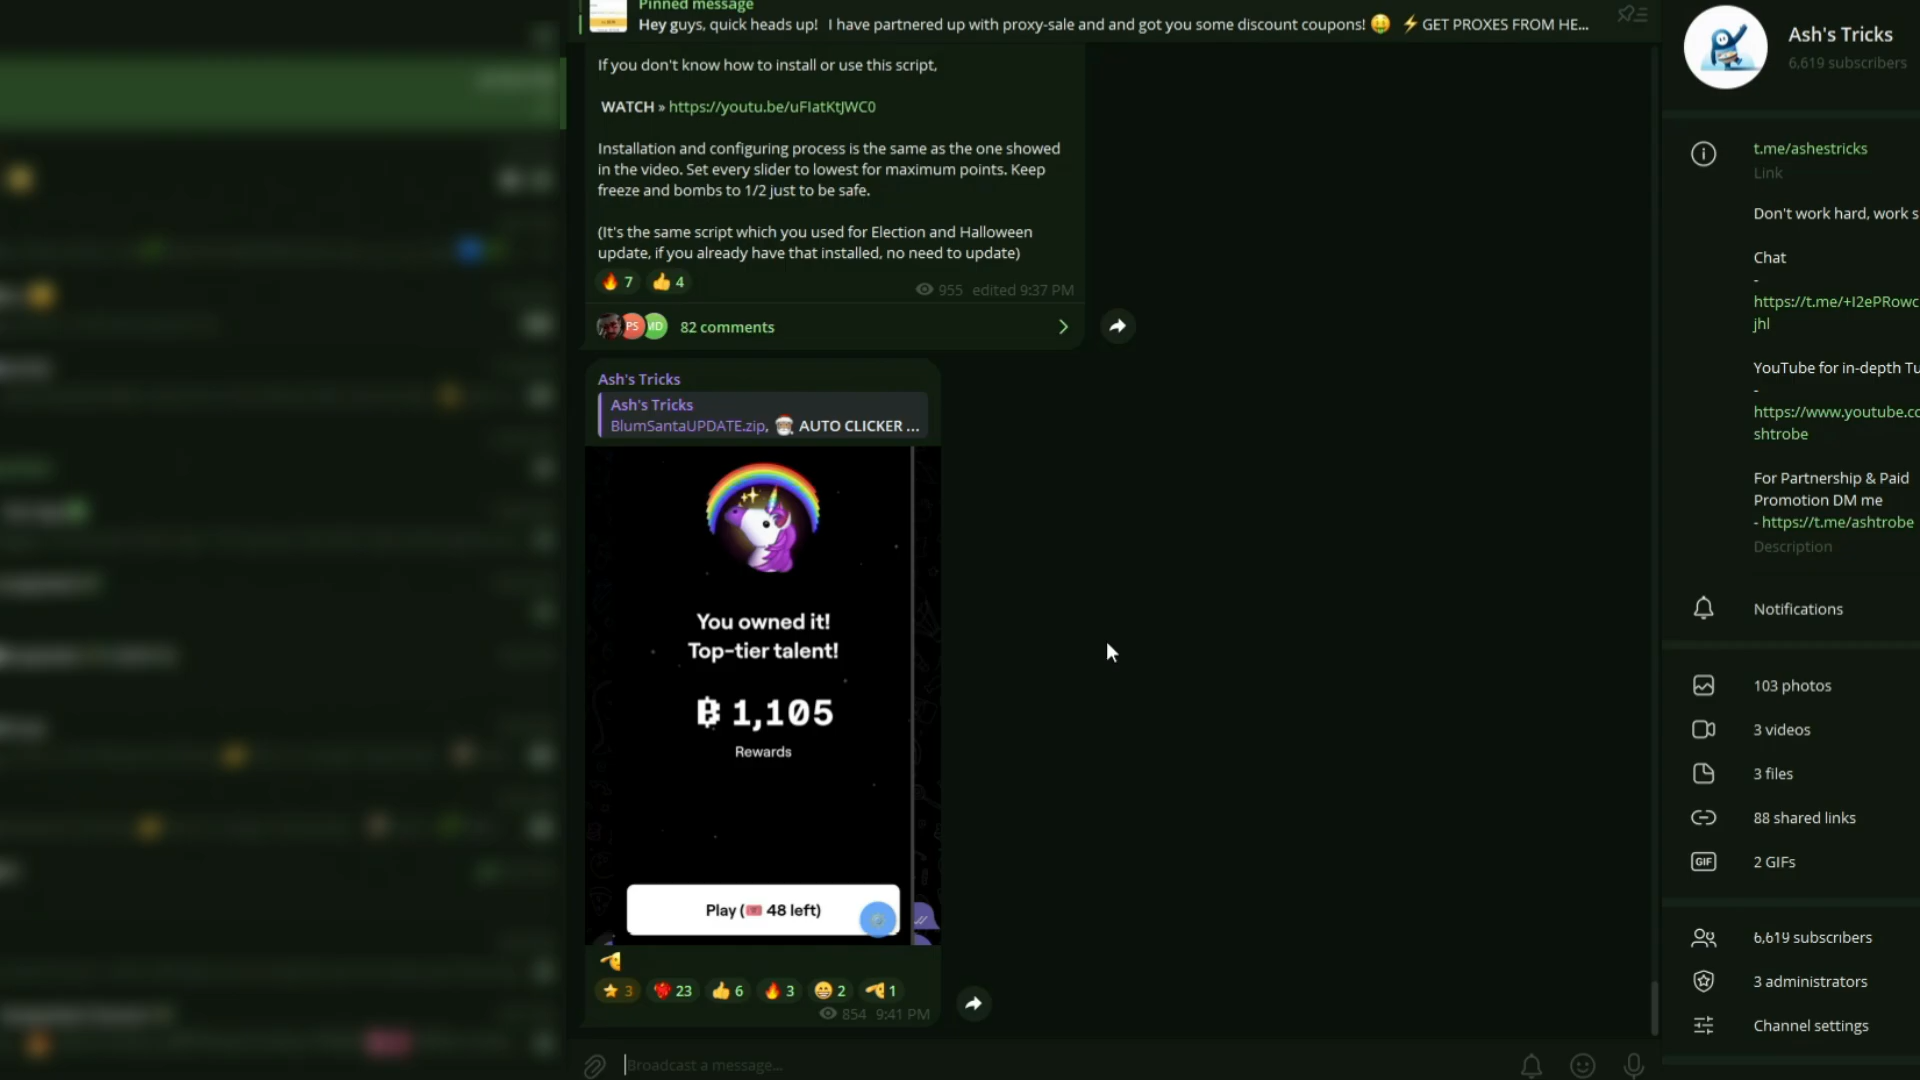 Pinned message
Hey guys, quick heads up! I have partnered up with proxy-sale and and got you some discount coupons! 🤑 ⚡ GET PROXES FROM HE...
If you don't know how to install or use this script,
WATCH » https://youtu.be/uFIatKtJWC0
Installation and configuring process is the same as the one showed
in the video. Set every slider to lowest for maximum points. Keep
freeze and bombs to 1/2 just to be safe.
(It's the same script which you used for Election and Halloween
update, if you already have that installed, no need to update)
🔥 7 👍 4
955 edited 9:37 PM
PS MD 82 comments
Ash's Tricks
Ash's Tricks
BlumSantaUPDATE.zip, 🎅 AUTO CLICKER ...
You owned it!
Top-tier talent!
1,105
Rewards
Play (🎟 48 left)
⭐ 3 23 👍 6 🔥 3 😁 2 1
854 9:41 PM
Broadcast a message...
Ash's Tricks
6,619 subscribers
t.me/ashestricks
Link
Don't work hard, work s
Chat
-
https://t.me/+I2ePRowc
jhl
YouTube for in-depth Tu
-
https://www.youtube.co
shtrobe
For Partnership & Paid
Promotion DM me
- https://t.me/ashtrobe
Description
Notifications
103 photos
3 videos
3 files
88 shared links
GIF 2 GIFs
6,619 subscribers
3 administrators
Channel settings